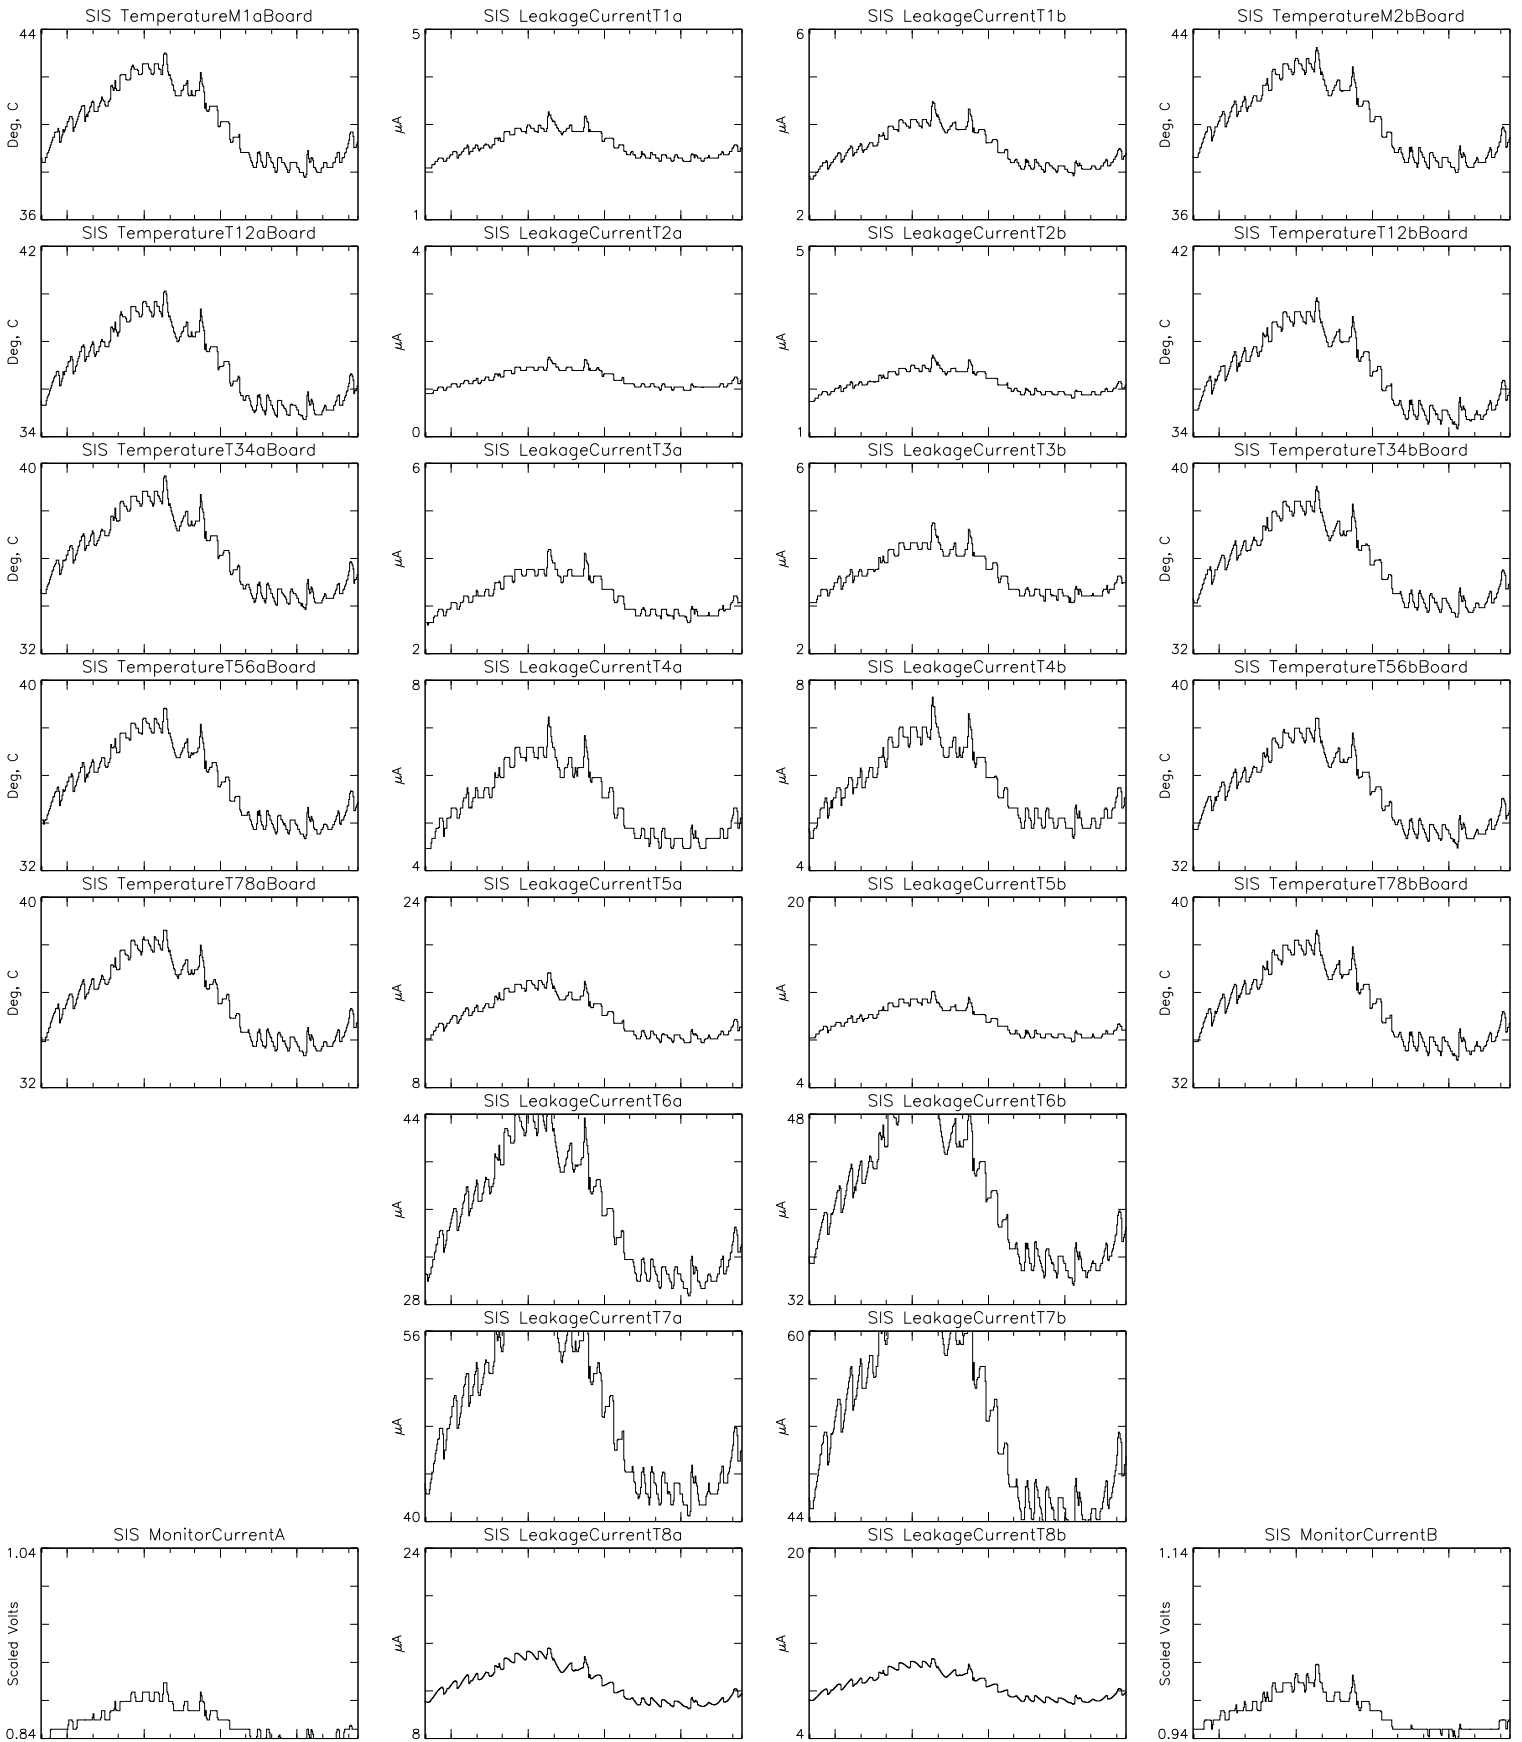 SIS TemperatureM1aBoard SIS LeakageCurrentT1a SIS LeakageCurrentT1b SIS TemperatureM2bBoard
44 5 6 44
Deg, C µA µA Deg, C
36 1 2 36
SIS TemperatureT12aBoard SIS LeakageCurrentT2a SIS LeakageCurrentT2b SIS TemperatureT12bBoard
42 4 5 42
Deg, C µA µA Deg, C
34 0 1 34
SIS TemperatureT34aBoard SIS LeakageCurrentT3a SIS LeakageCurrentT3b SIS TemperatureT34bBoard
40 6 6 40
Deg, C µA µA Deg, C
32 2 2 32
SIS TemperatureT56aBoard SIS LeakageCurrentT4a SIS LeakageCurrentT4b SIS TemperatureT56bBoard
40 8 8 40
Deg, C µA µA Deg, C
32 4 4 32
SIS TemperatureT78aBoard SIS LeakageCurrentT5a SIS LeakageCurrentT5b SIS TemperatureT78bBoard
40 24 20 40
Deg, C µA µA Deg, C
32 8 4 32
SIS LeakageCurrentT6a SIS LeakageCurrentT6b
44 48
µA µA
28 32
SIS LeakageCurrentT7a SIS LeakageCurrentT7b
56 60
µA µA
40 44
SIS MonitorCurrentA SIS LeakageCurrentT8a SIS LeakageCurrentT8b SIS MonitorCurrentB
1.04 24 20 1.14
Scaled Volts µA µA Scaled Volts
0.84 8 4 0.94